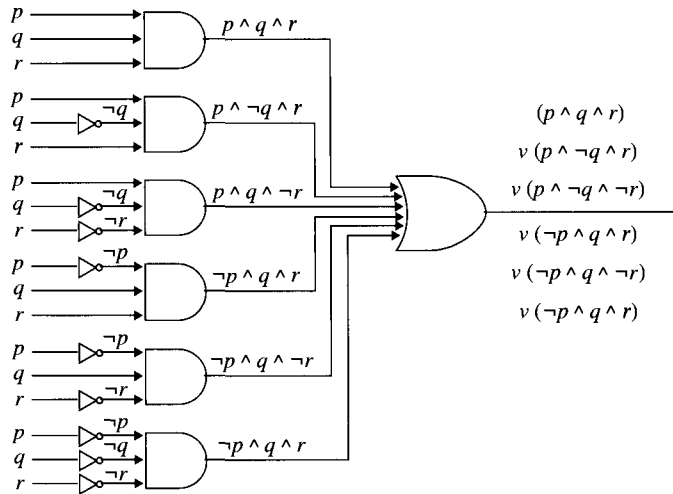 p
q
r
p ∧ q ∧ r
p
q
¬q
r
p ∧ ¬q ∧ r
p
q
¬q
r
¬r
p ∧ q ∧ ¬r
p
¬p
q
r
¬p ∧ q ∧ r
p
¬p
q
r
¬r
¬p ∧ q ∧ ¬r
p
¬p
q
¬q
r
¬r
¬p ∧ q ∧ r
(p ∧ q ∧ r)
v (p ∧ ¬q ∧ r)
v (p ∧ ¬q ∧ ¬r)
v (¬p ∧ q ∧ r)
v (¬p ∧ q ∧ ¬r)
v (¬p ∧ q ∧ r)